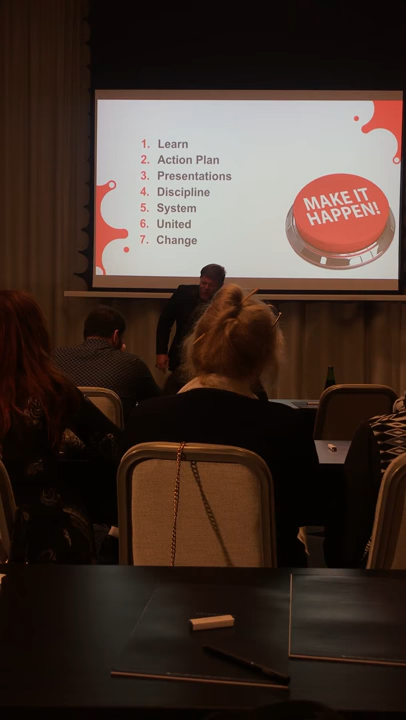 1. Learn
2. Action Plan
3. Presentations
4. Discipline
5. System
6. United
7. Change
MAKE IT
HAPPEN!